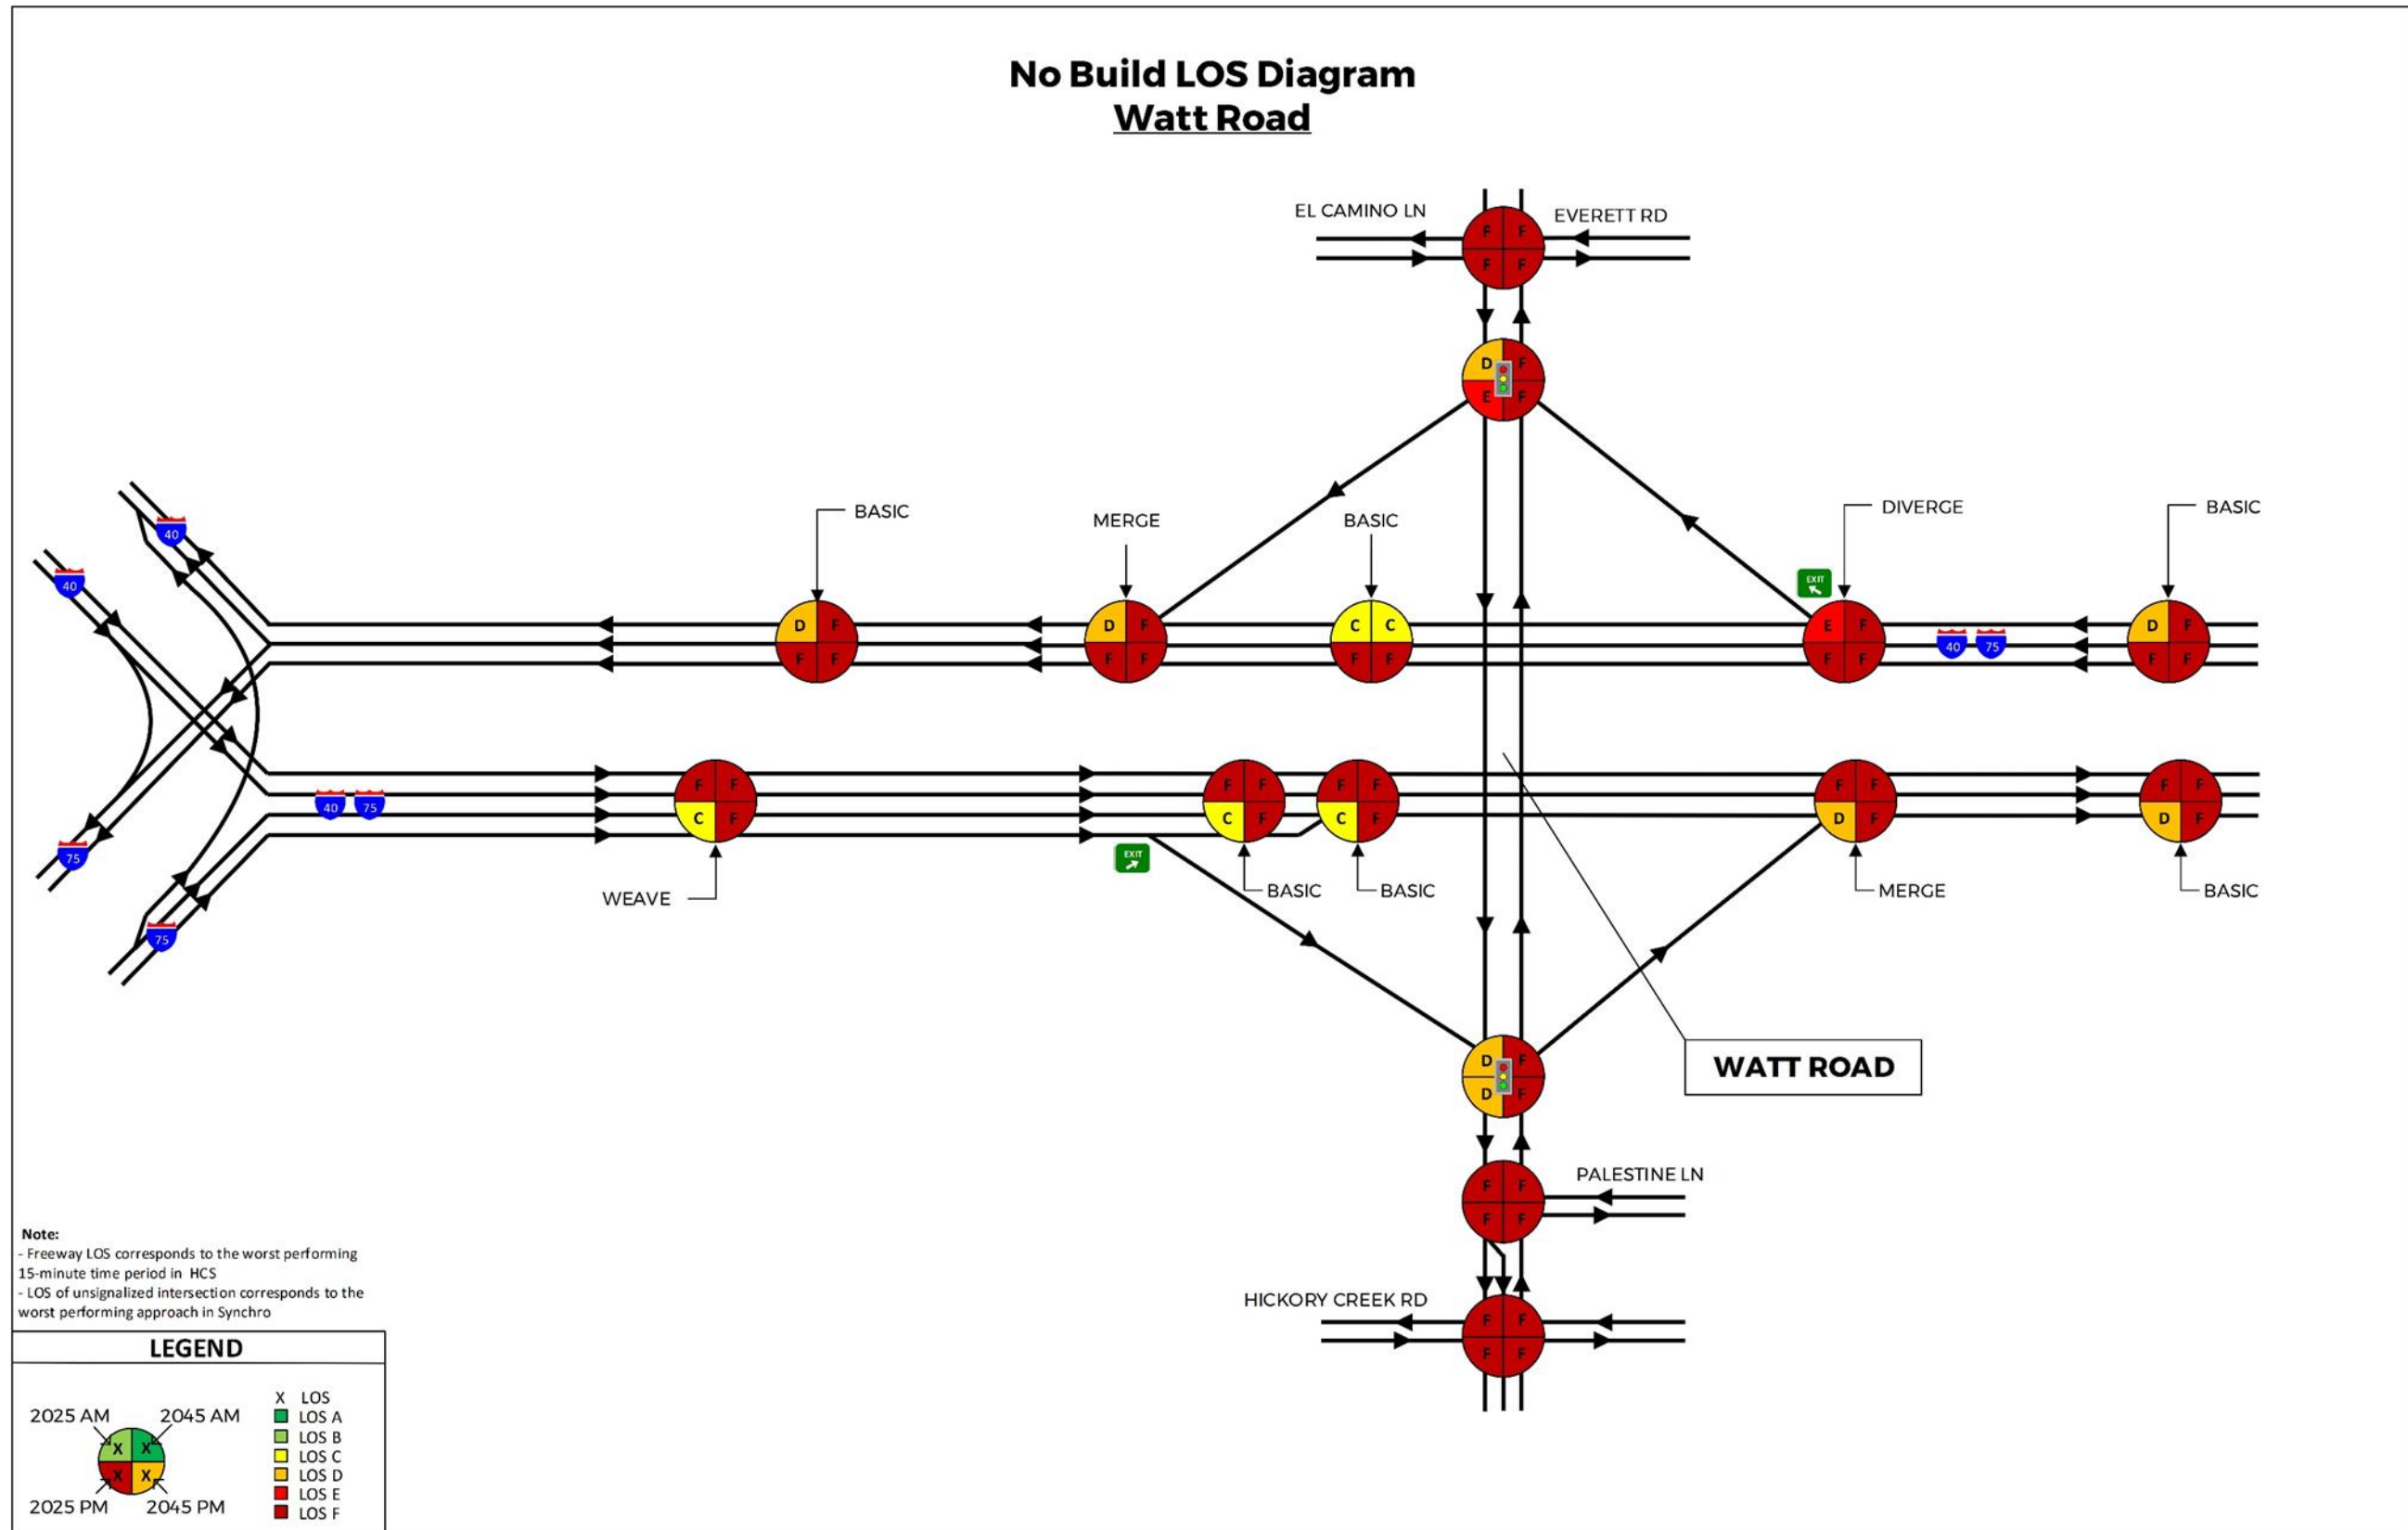 No Build LOS Diagram
Watt Road
EL CAMINO LN
EVERETT RD
F F
F F
D F
E F
40
BASIC
MERGE
BASIC
DIVERGE
BASIC
40
EXIT
D F
F F
D F
F F
C C
F F
E F
F F
40 75
D F
F F
40 75
F F
C F
F F
C F
F F
C F
F F
D F
F F
D F
75
EXIT
WEAVE
BASIC
BASIC
MERGE
BASIC
75
D F
D F
WATT ROAD
F F
F F
PALESTINE LN
HICKORY CREEK RD
F F
F F
Note:
- Freeway LOS corresponds to the worst performing
15-minute time period in HCS
- LOS of unsignalized intersection corresponds to the
worst performing approach in Synchro
LEGEND
2025 AM
2045 AM
X X
X X
2025 PM
2045 PM
X LOS
LOS A
LOS B
LOS C
LOS D
LOS E
LOS F